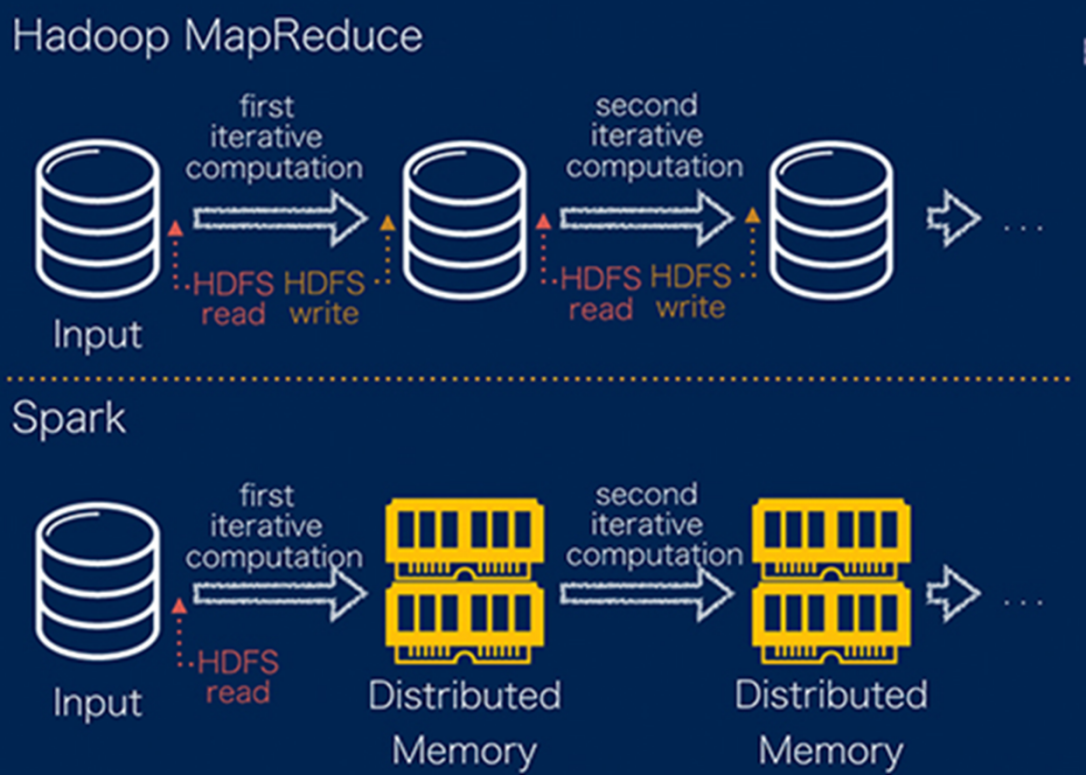 Hadoop MapReduce
first
iterative
computation
second
iterative
computation
HDFS HDFS
read write
HDFS HDFS
read write
Input
...
Spark
first
iterative
computation
second
iterative
computation
HDFS
read
Input
Distributed
Memory
Distributed
Memory
...